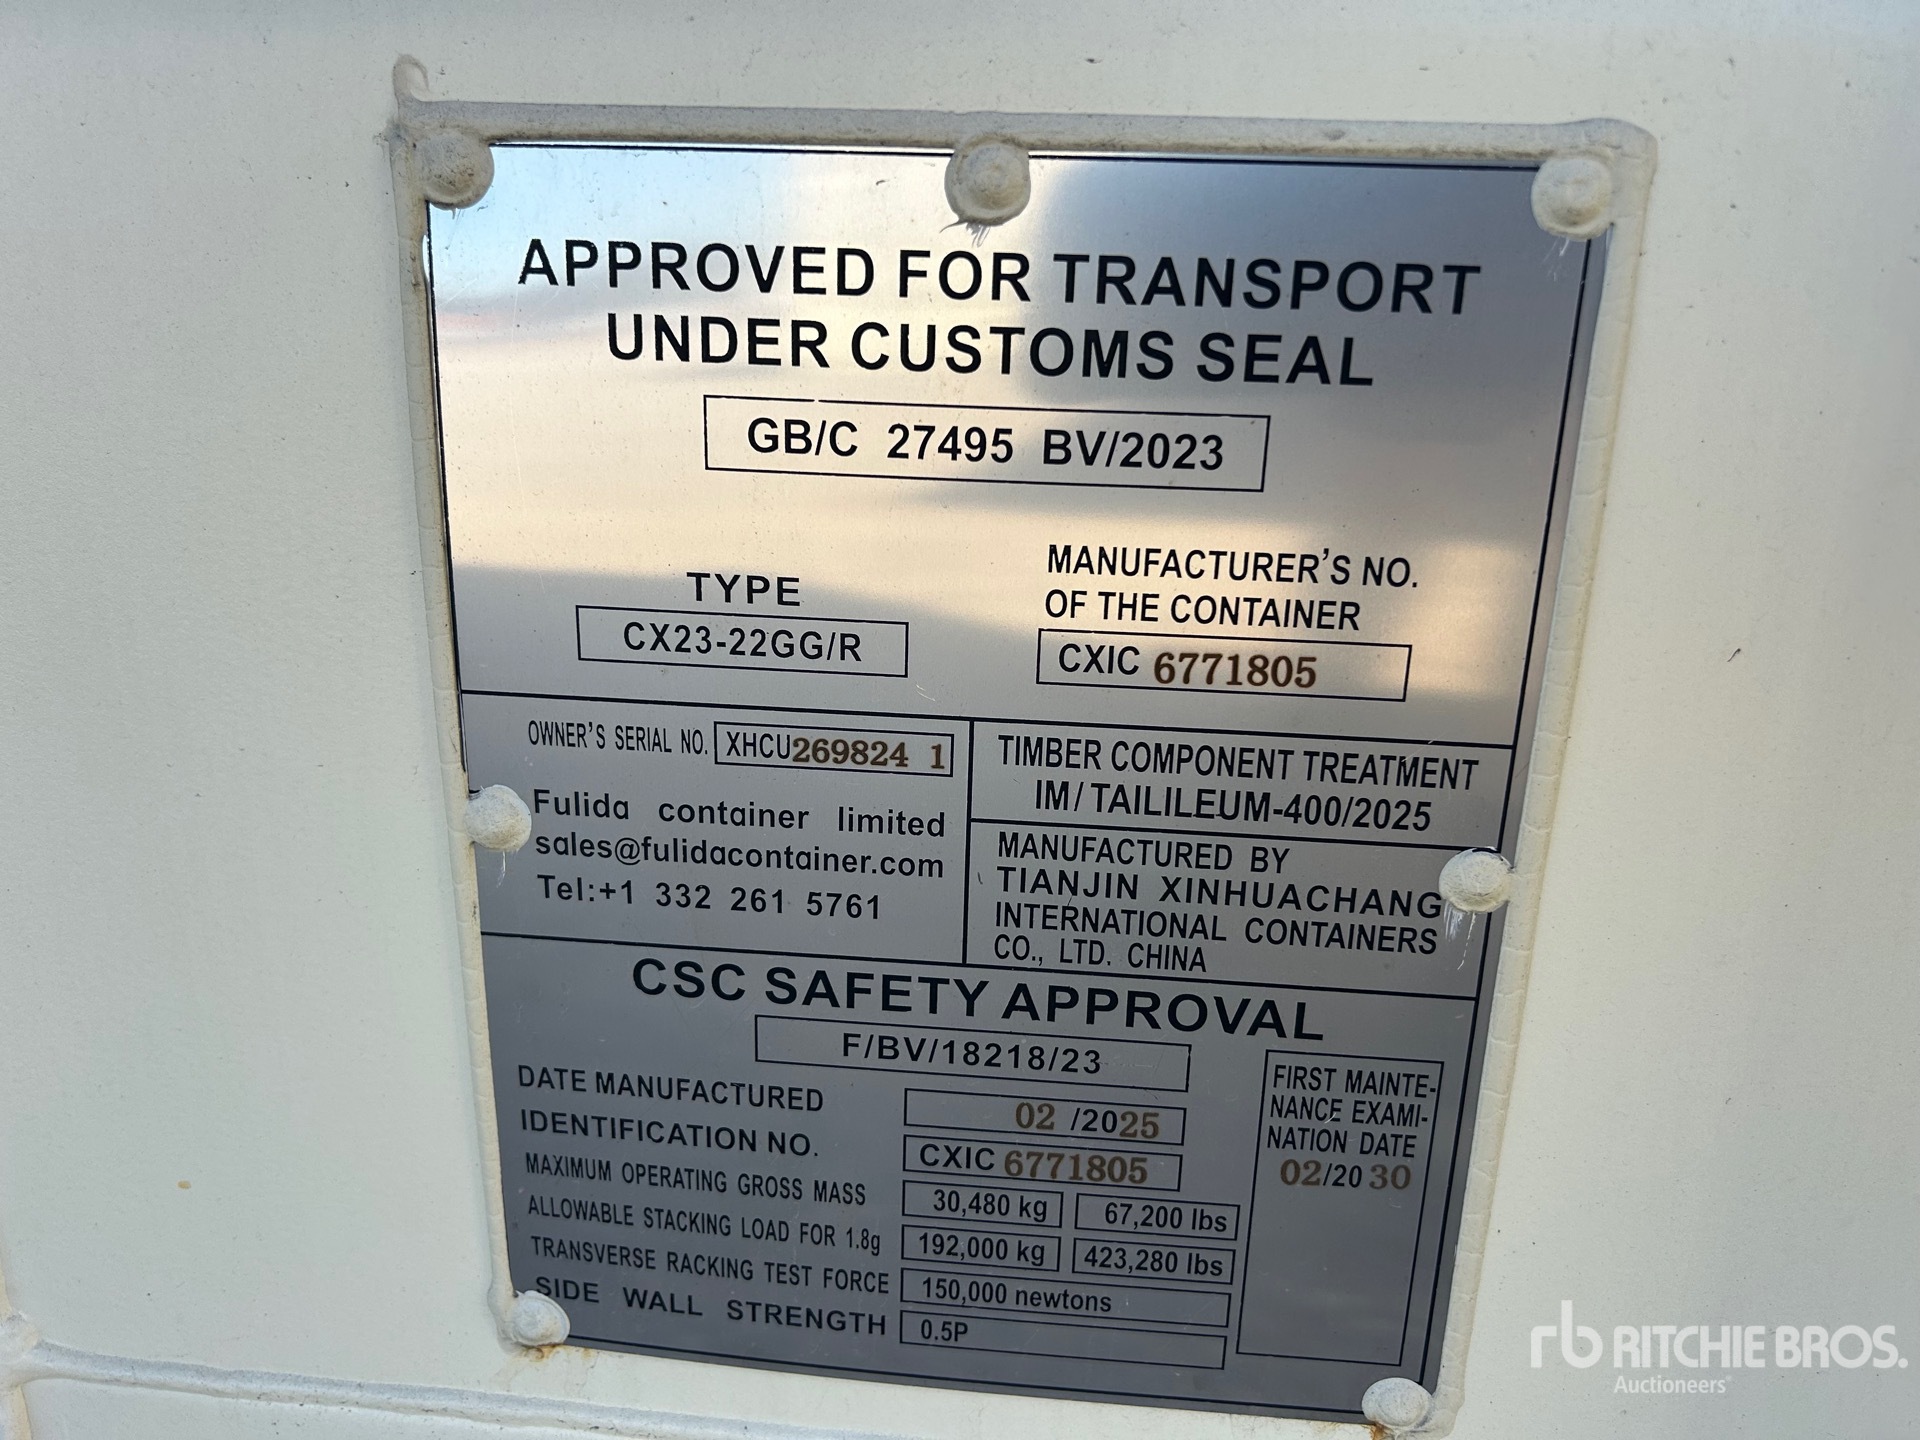 APPROVED FOR TRANSPORT
UNDER CUSTOMS SEAL
GB/C 27495 BV/2023
TYPE
CX23-22GG/R
MANUFACTURER'S NO.
OF THE CONTAINER
CXIC 6771805
OWNER'S SERIAL NO. XHCU269824 1
Fulida container limited
sales@fulidacontainer.com
Tel:+1 332 261 5761
TIMBER COMPONENT TREATMENT
IM/TAILILEUM-400/2025
MANUFACTURED BY
TIANJIN XINHUACHANG
INTERNATIONAL CONTAINERS
CO., LTD. CHINA
CSC SAFETY APPROVAL
F/BV/18218/23
DATE MANUFACTURED 02 /2025
IDENTIFICATION NO. CXIC 6771805
MAXIMUM OPERATING GROSS MASS 30,480 kg 67,200 lbs
ALLOWABLE STACKING LOAD FOR 1.8g 192,000 kg 423,280 lbs
TRANSVERSE RACKING TEST FORCE 150,000 newtons
SIDE WALL STRENGTH 0.5P
FIRST MAINTE-
NANCE EXAMI-
NATION DATE
02/2030
rb RITCHIE BROS.
Auctioneers